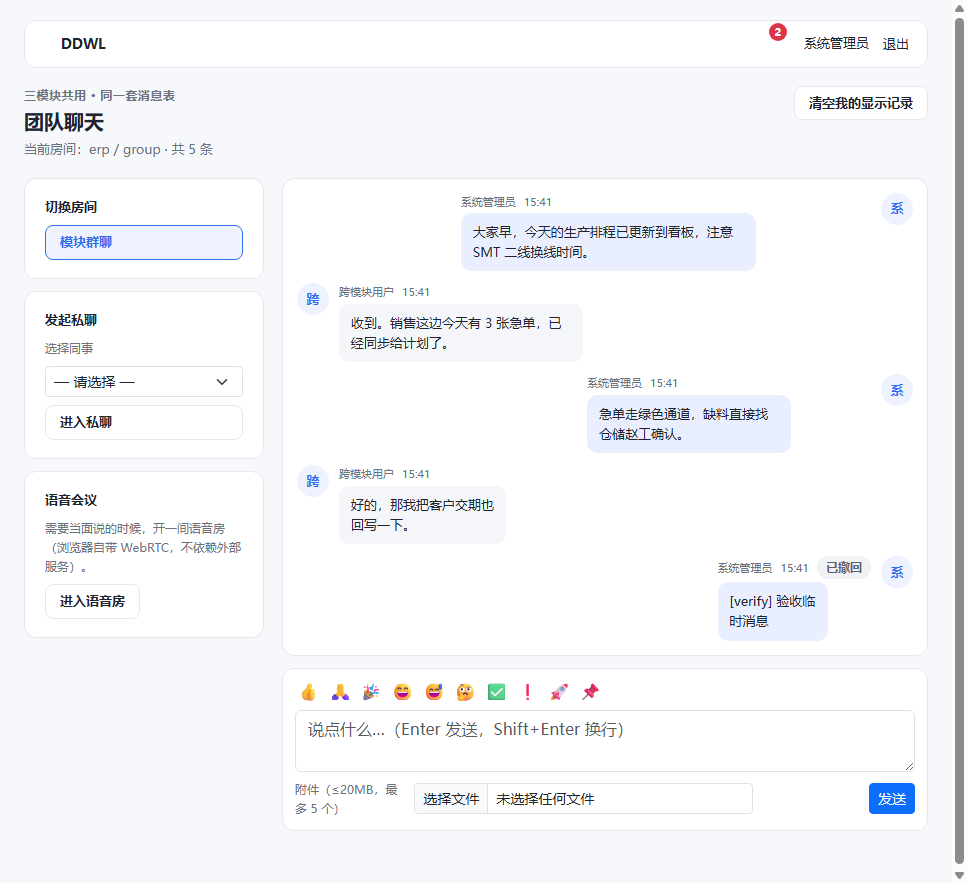 DDWL
2
系统管理员 退出
三模块共用 • 同一套消息表
团队聊天
当前房间：erp / group · 共 5 条
清空我的显示记录
切换房间
模块群聊
发起私聊
选择同事
— 请选择 —
进入私聊
语音会议
需要当面说的时候，开一间语音房
（浏览器自带 WebRTC，不依赖外部
服务）。
进入语音房
系统管理员 15:41
系
大家早，今天的生产排程已更新到看板，注意
SMT 二线换线时间。
跨
跨模块用户 15:41
收到。销售这边今天有 3 张急单，已
经同步给计划了。
系统管理员 15:41
系
急单走绿色通道，缺料直接找
仓储赵工确认。
跨
跨模块用户 15:41
好的，那我把客户交期也
回写一下。
系统管理员 15:41 已撤回
系
[verify] 验收临
时消息
👍 🙏 🎉 😄 😅 🤔 ✅ ❗ 🚀 📌
说点什么...（Enter 发送，Shift+Enter 换行）
附件（≤20MB，最
多 5 个）
选择文件 未选择任何文件
发送